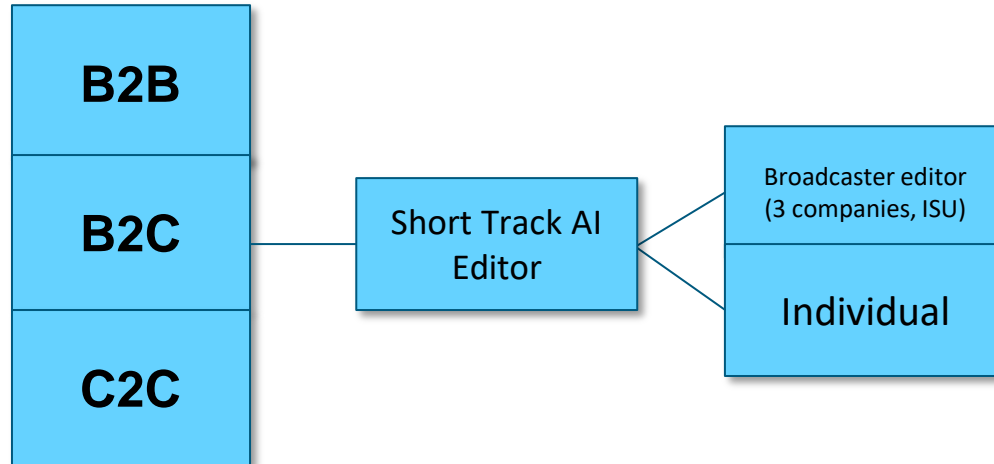 B2B
B2C
C2C
Short Track AI
Editor
Broadcaster editor
(3 companies, ISU)
Individual